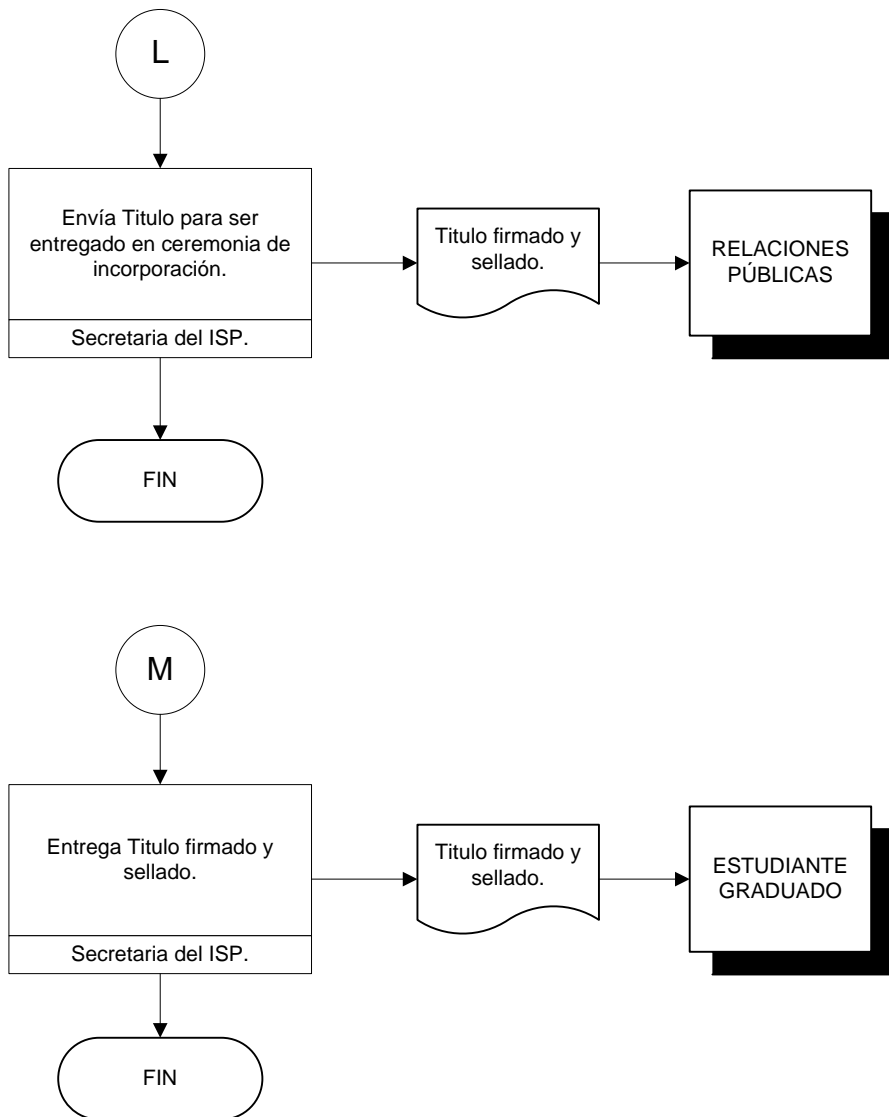 L
Envía Titulo para ser
entregado en ceremonia de
incorporación.
Secretaria del ISP.
Titulo firmado y
sellado.
RELACIONES
PÚBLICAS
FIN
M
Entrega Titulo firmado y
sellado.
Secretaria del ISP.
Titulo firmado y
sellado.
ESTUDIANTE
GRADUADO
FIN